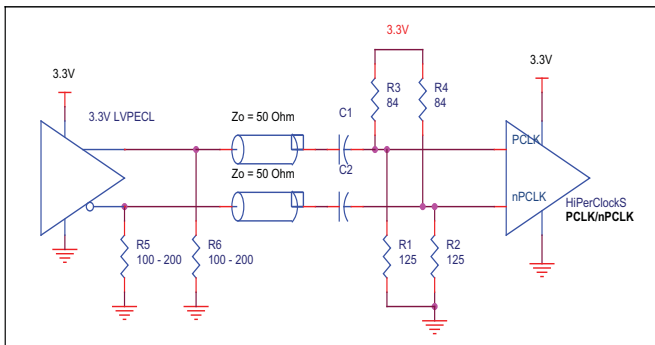 3.3V
3.3V
3.3V
3.3V LVPECL
R3
84
R4
84
Zo = 50 Ohm
C1
PCLK
Zo = 50 Ohm
C2
nPCLK
HiPerClockS
PCLK/nPCLK
R5
100 - 200
R6
100 - 200
R1
125
R2
125